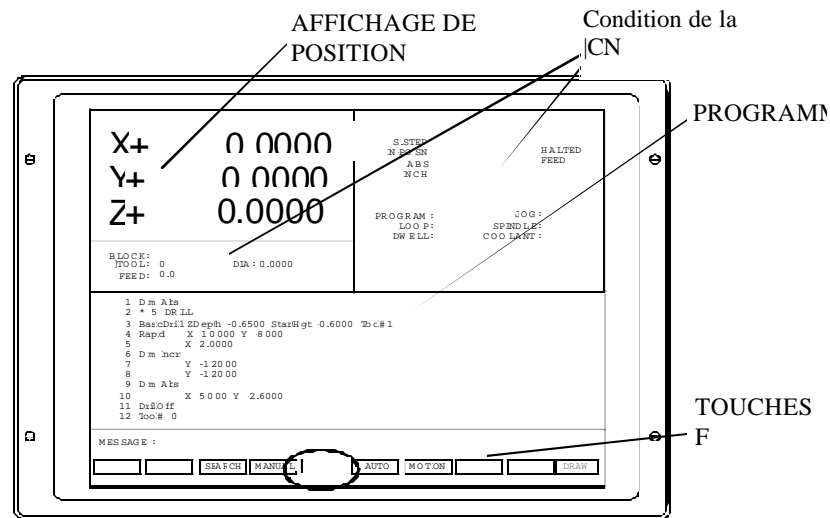 AFFICHAGE DE
POSITION
Condition de la
CN
PROGRAMM
X+ 0.0000
Y+ 0.0000
Z+ 0.0000
S.STEP
ABS
HALTED
FEED
PROGRAM:
LOOP:
DWELL:
JOG:
SPINDLE:
COOLANT:
BLOCK:
TOOL: 0 DIA: 0.0000
FEED: 0.0
1 Dim Abs
2 * 5 DRILL
3 BasicDrill ZDepth -0.6500 StartHgt 0.6000 Tool#1
4 Rapid X 1.0000 Y .8000
5 X 2.0000
6 Dim Incr
7 Y -1.2000
8 Y -1.2000
9 Dim Abs
10 X .5000 Y -2.6000
11 DrillOff
12 Tool# 0
MESSAGE:
SEARCH MANUAL AUTO MOTION DRAW
TOUCHES
F